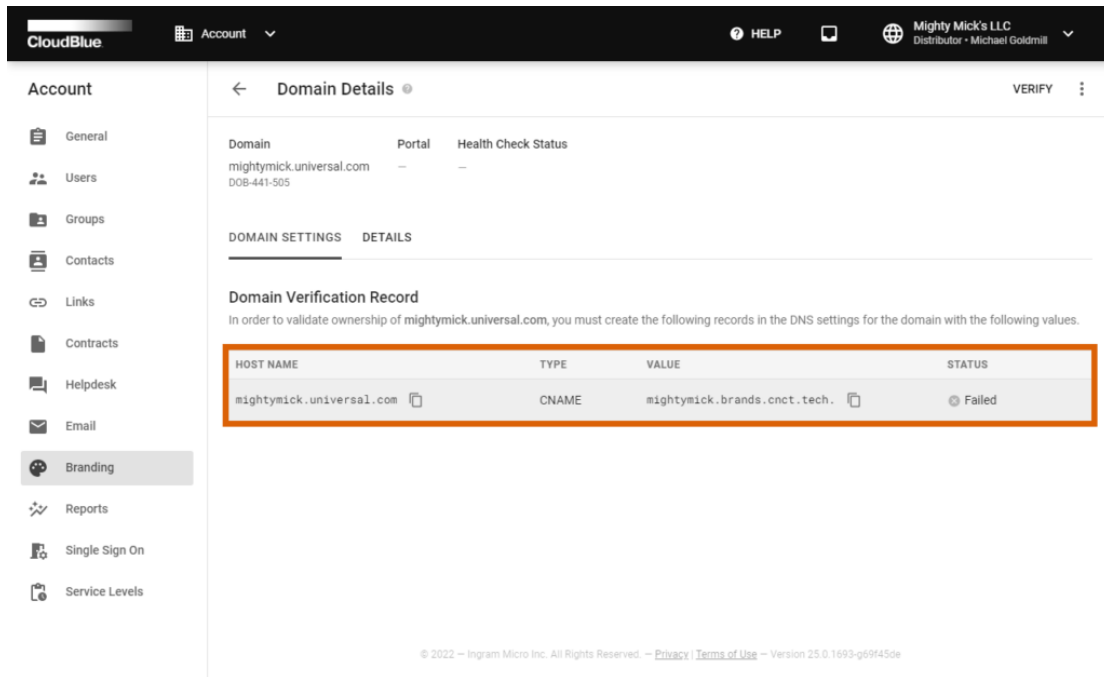 CloudBlue
Account
HELP
Mighty Mick's LLC
Distributor • Michael Goldmill
Account
General
Users
Groups
Contacts
Links
Contracts
Helpdesk
Email
Branding
Reports
Single Sign On
Service Levels
Domain Details
VERIFY
Domain Portal Health Check Status
mightymick.universal.com — —
DOB-441-505
DOMAIN SETTINGS DETAILS
Domain Verification Record
In order to validate ownership of mightymick.universal.com, you must create the following records in the DNS settings for the domain with the following values.
HOST NAME TYPE VALUE STATUS
mightymick.universal.com CNAME mightymick.brands.cnct.tech. Failed
© 2022 — Ingram Micro Inc. All Rights Reserved. — Privacy | Terms of Use — Version 25.0.1693-g69f45de